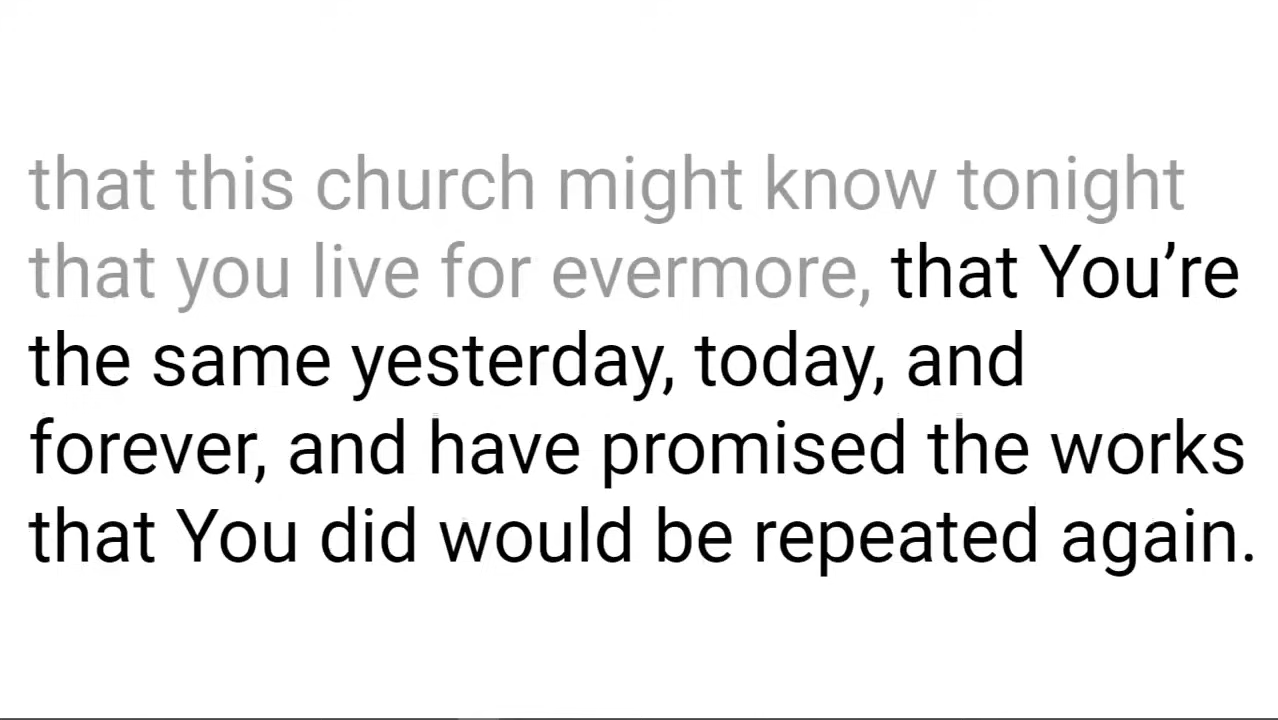 that this church might know tonight
that you live for evermore, that You’re
the same yesterday, today, and
forever, and have promised the works
that You did would be repeated again.